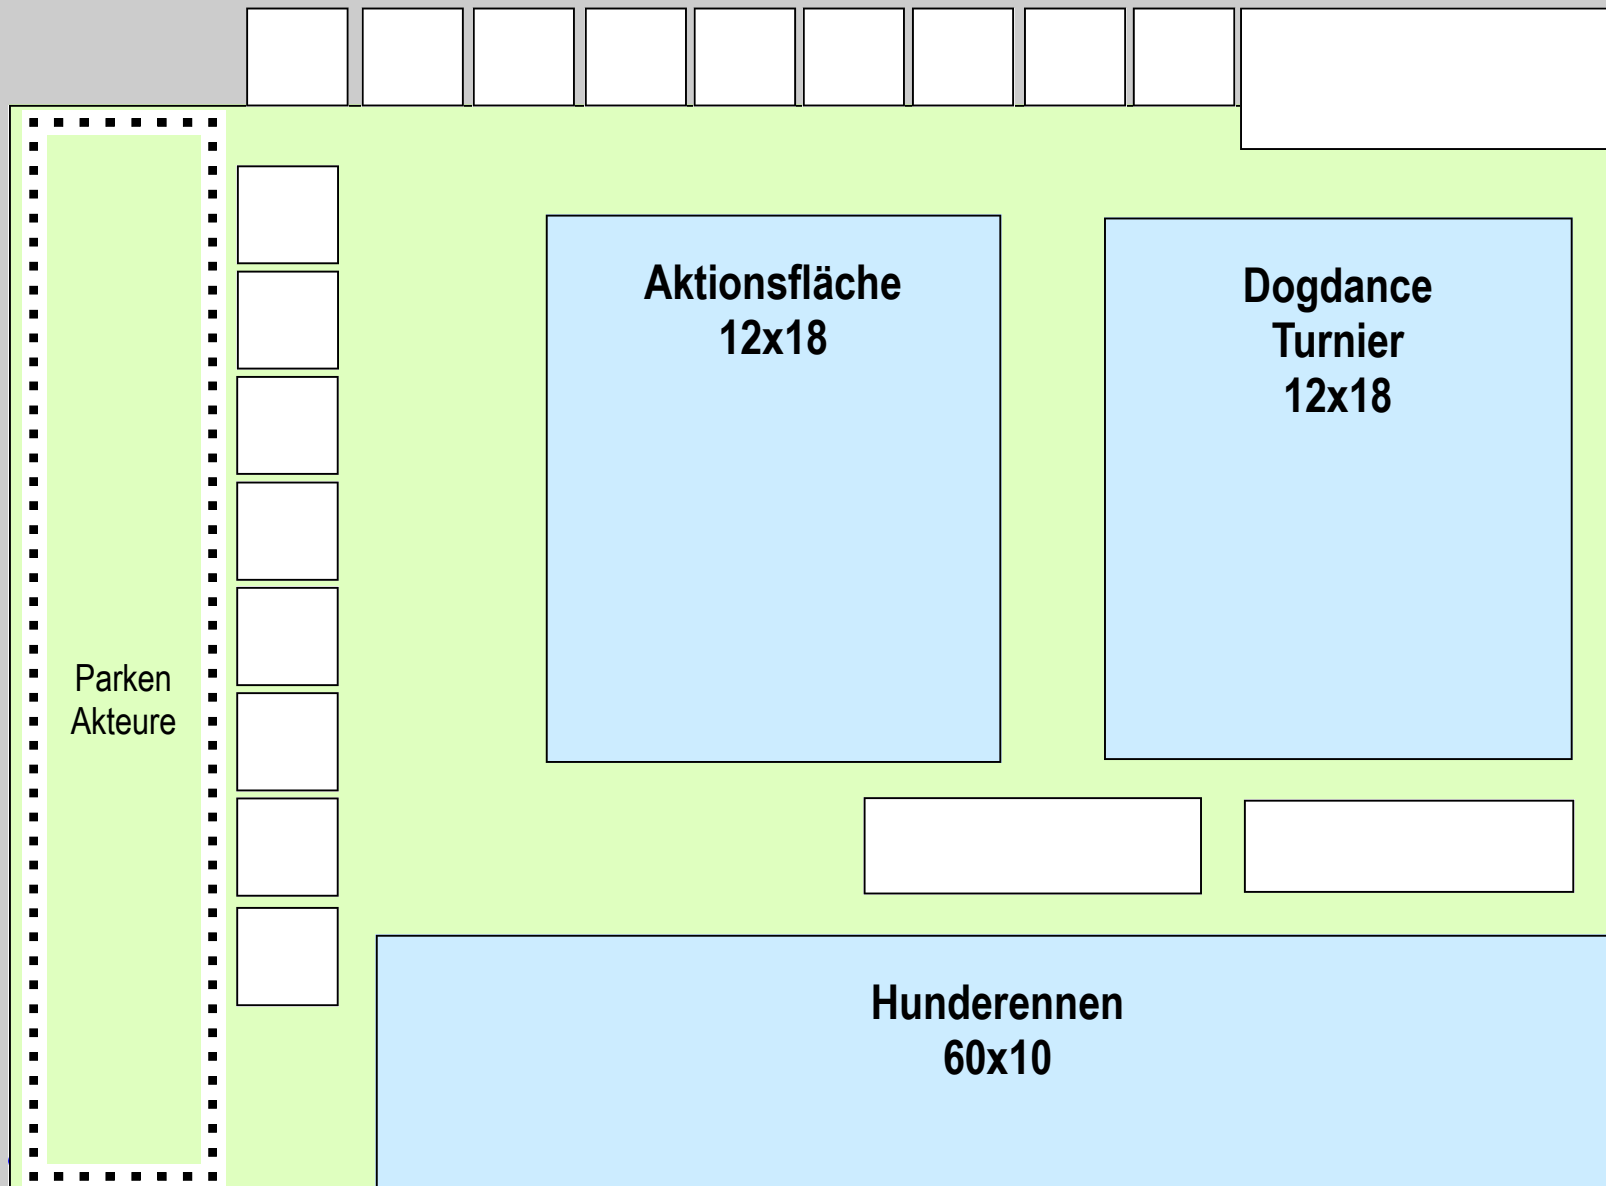 Aktionsfläche
12x18
Dogdance
Turnier
12x18
Parken
Akteure
Hunderennen
60x10